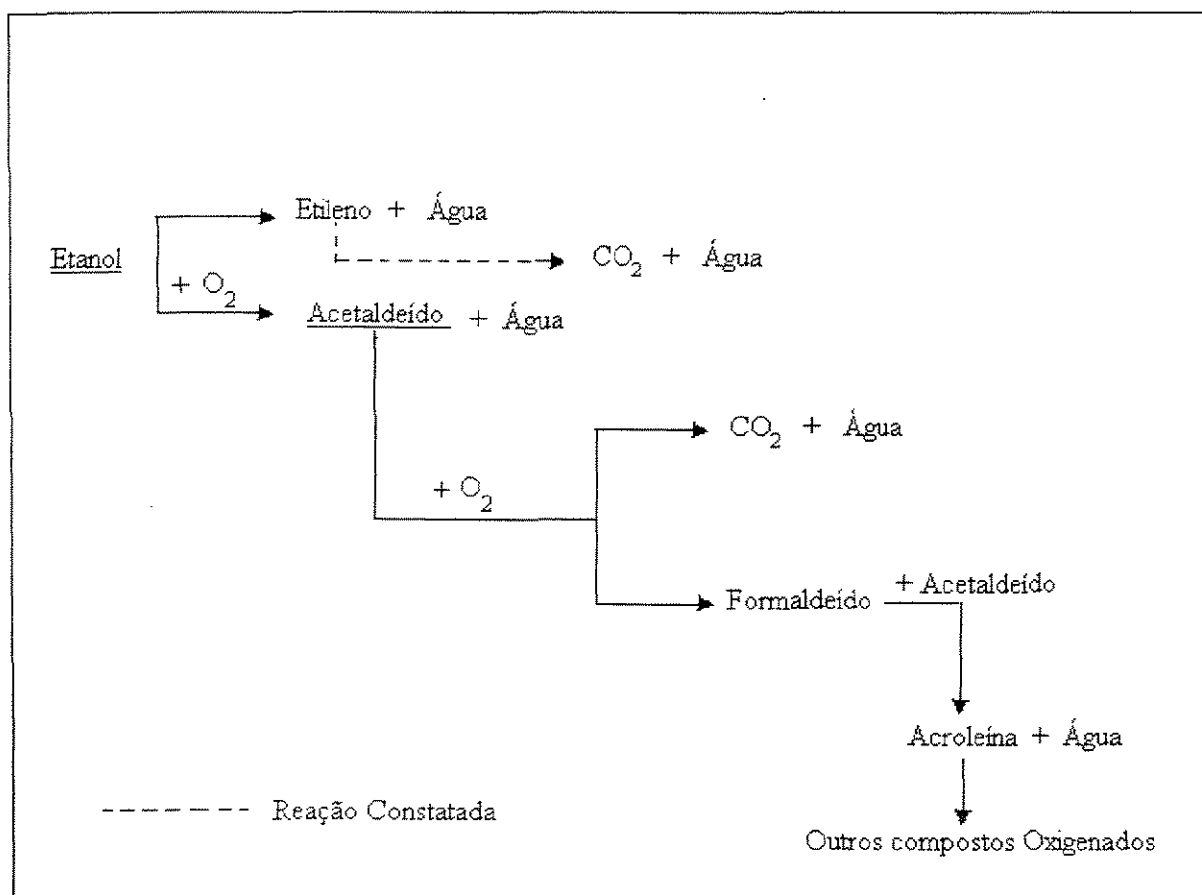 Etileno + Água
Etanol
CO2 + Água
+ O2
Acetaldeído + Água
CO2 + Água
+ O2
+ Acetaldeído
Formaldeído
Acroleína + Água
Reação Constatada
Outros compostos Oxigenados